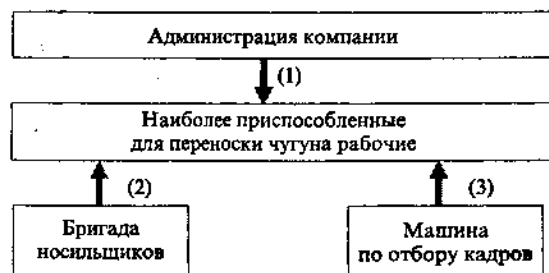 Администрация компании
(1)
Наиболее приспособленные
для переноски чугуна рабочие
(2)
(3)
Бригада
носильщиков
Машина
по отбору кадров